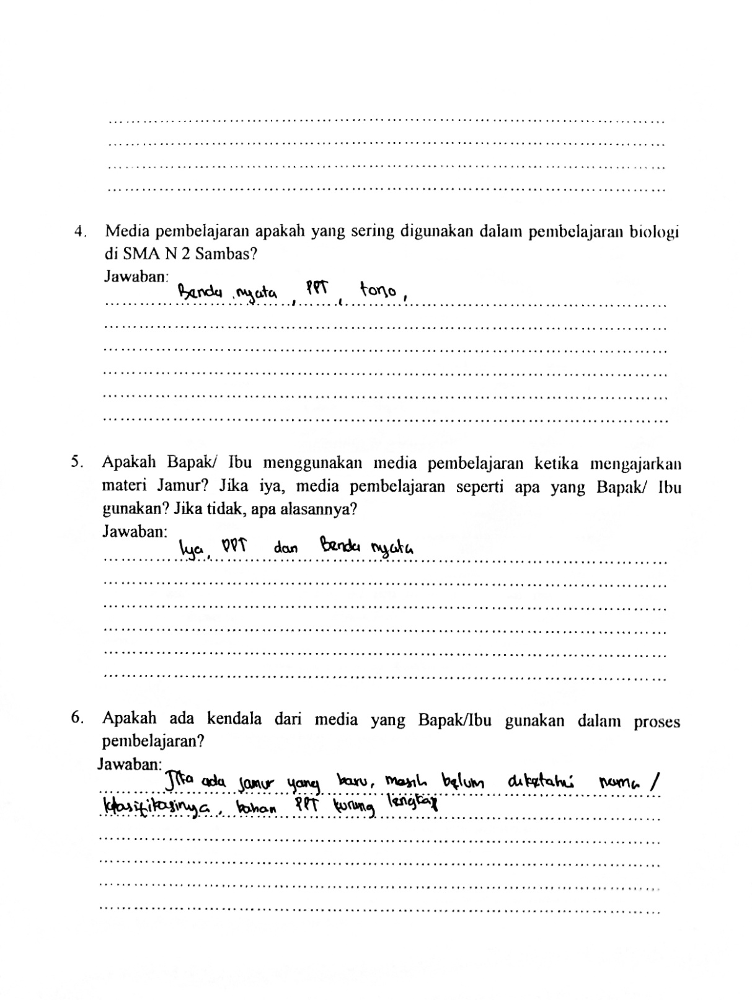 4. Media pembelajaran apakah yang sering digunakan dalam pembelajaran biologi
di SMA N 2 Sambas?
Jawaban:
Benda nyata, PPT, tono,
5. Apakah Bapak/ Ibu menggunakan media pembelajaran ketika mengajarkan
materi Jamur? Jika iya, media pembelajaran seperti apa yang Bapak/ Ibu
gunakan? Jika tidak, apa alasannya?
Jawaban:
Iya, PPT dan Benda nyata
6. Apakah ada kendala dari media yang Bapak/Ibu gunakan dalam proses
pembelajaran?
Jawaban:
Jika ada jamur yang baru, masih belum diketahui nama /
klasifikasinya, bahan PPT kurang lengkap